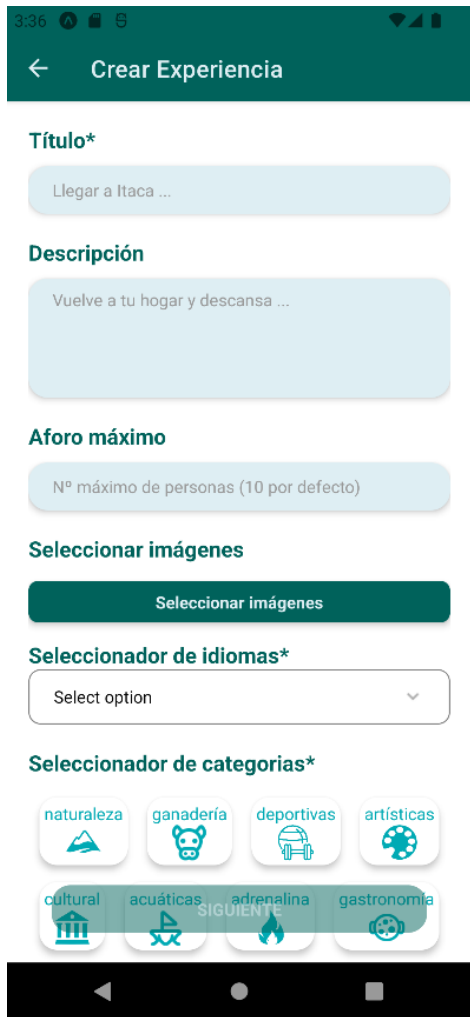 3:36
Crear Experiencia
Título*
Llegar a Itaca ...
Descripción
Vuelve a tu hogar y descansa ...
Aforo máximo
Nº máximo de personas (10 por defecto)
Seleccionar imágenes
Seleccionar imágenes
Seleccionador de idiomas*
Select option
Seleccionador de categorias*
naturaleza ganadería deportivas artísticas
cultural acuáticas adrenalina gastronomía
SIGUIENTE